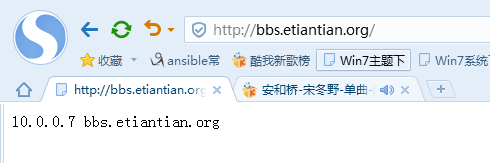 http://bbs.etiantian.org/
收藏 ansible常 酷我新歌榜 Win7主题下 Win7系统
http://bbs.etiantian.org 安和桥-宋冬野-单曲-
10.0.0.7 bbs.etiantian.org